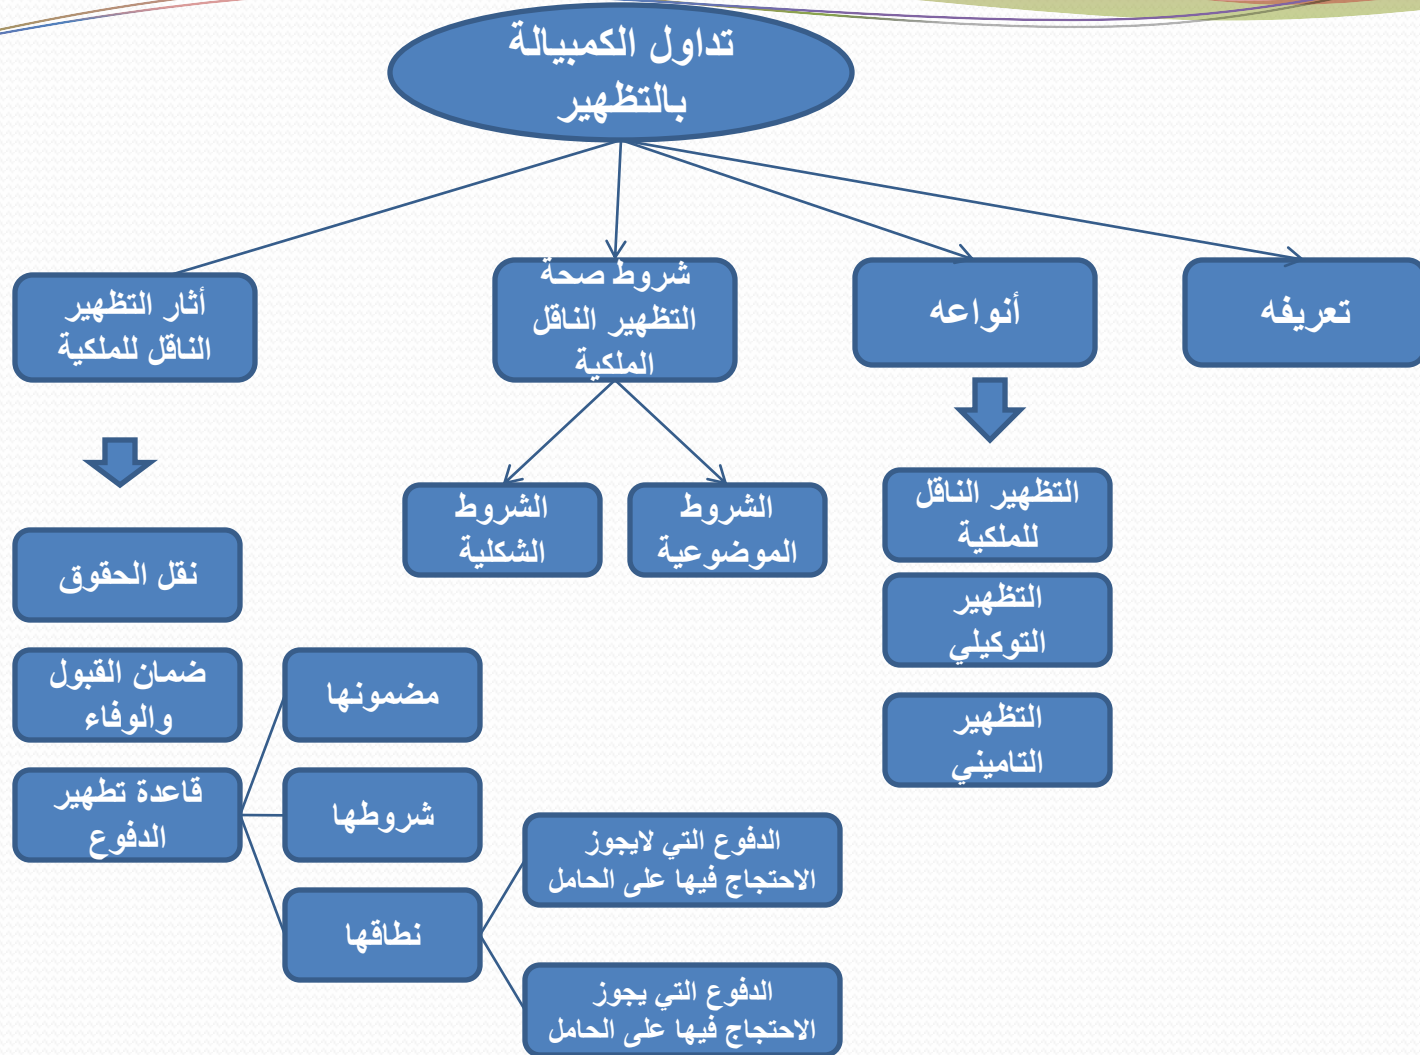 تداول الكمبيالة
بالتظهير
تعريفه
أنواعه
شروط صحة
التظهير الناقل
الملكية
أثار التظهير
الناقل للملكية
التظهير الناقل
للملكية
التظهير
التوكيلي
التظهير
التاميني
الشروط
الموضوعية
الشروط
الشكلية
نقل الحقوق
ضمان القبول
والوفاء
قاعدة تطهير
الدفوع
مضمونها
شروطها
نطاقها
الدفوع التي لايجوز
الاحتجاج فيها على الحامل
الدفوع التي يجوز
الاحتجاج فيها على الحامل